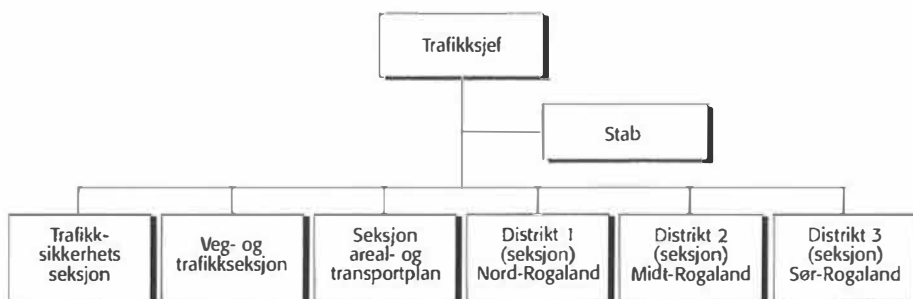 Trafikksjef
Stab
Trafikk-
sikkerhets
seksjon
Veg- og
trafikkseksjon
Seksjon
areal- og
transportplan
Distrikt 1
(seksjon)
Nord-Rogaland
Distrikt 2
(seksjon)
Midt-Rogaland
Distrikt 3
(seksjon)
Sør-Rogaland